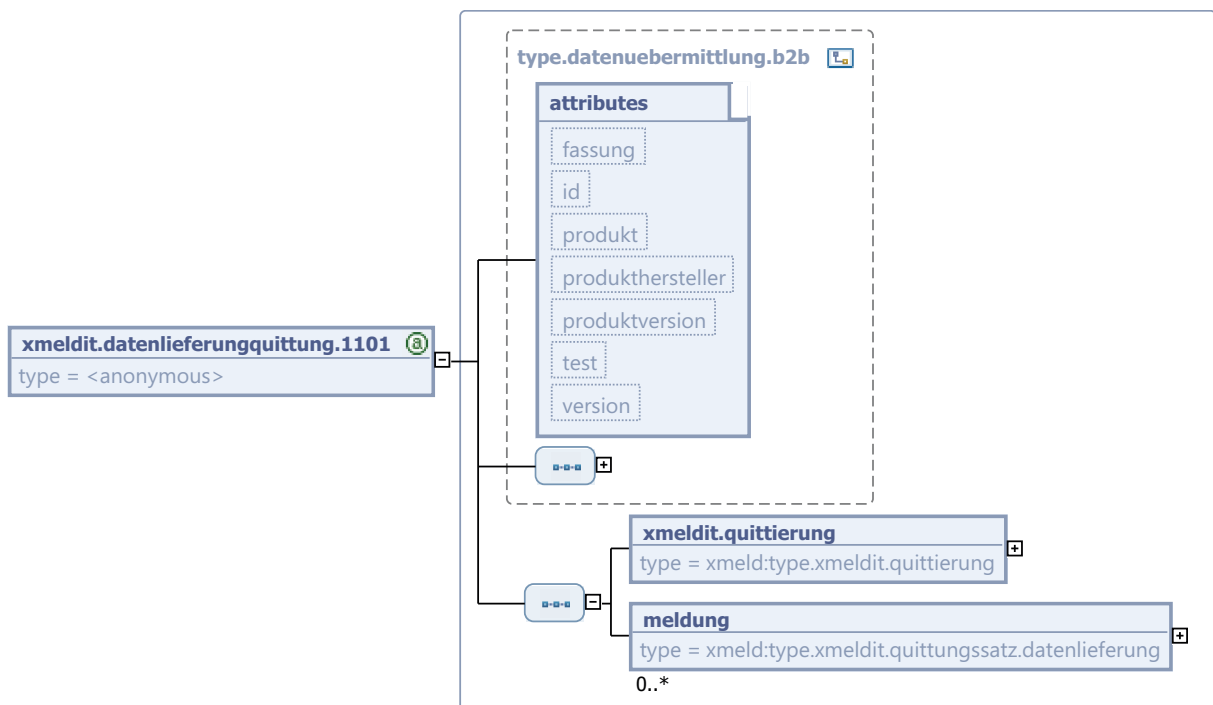 type.datenuebermittlung.b2b
attributes
fassung
id
produkt
produkthersteller
produktversion
test
version
xmeldit.datenlieferungquittung.1101
type = <anonymous>
xmeldit.quittierung
type = xmeld:type.xmeldit.quittierung
meldung
type = xmeld:type.xmeldit.quittungssatz.datenlieferung
0..*